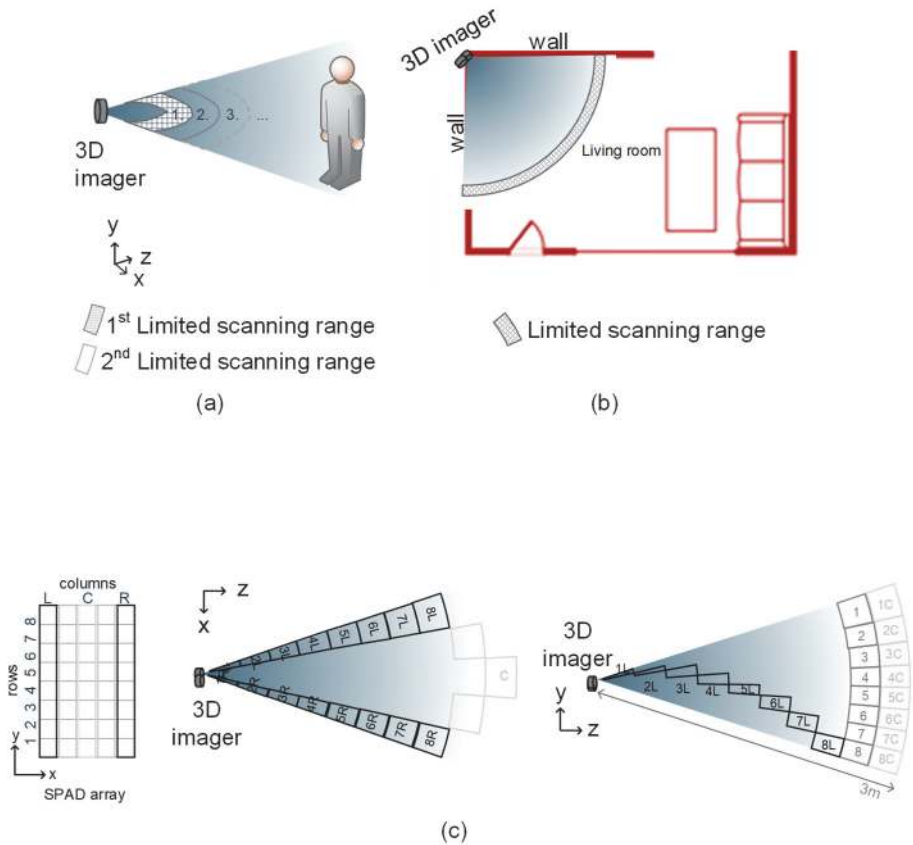 1. 2. 3. ...
3D
imager
y
z
x
1st Limited scanning range
2nd Limited scanning range
(a)
3D imager
wall
wall
Living room
Limited scanning range
(b)
columns
L C R
8
7
6
5
4
3
2
1
rows
y
x
SPAD array
z
x
3D
imager
3L
4L
5L
6L
7L
8L
C
3R
4R
5R
6R
7R
8R
3D
imager
y
z
1L
2L
3L
4L
5L
6L
7L
8L
1 1C
2 2C
3 3C
4 4C
5 5C
6 6C
7 7C
8 8C
3m
(c)